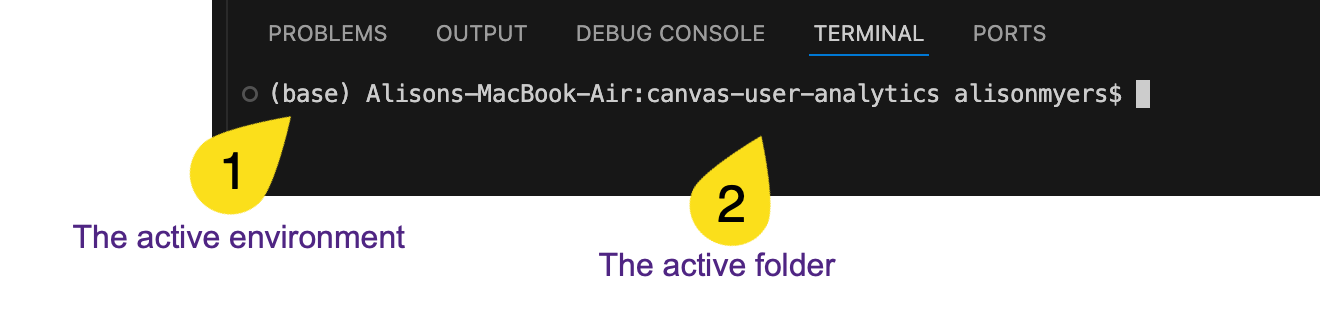 PROBLEMS OUTPUT DEBUG CONSOLE TERMINAL PORTS
(base) Alisons-MacBook-Air:canvas-user-analytics alisonmyers$
1
2
The active environment
The active folder